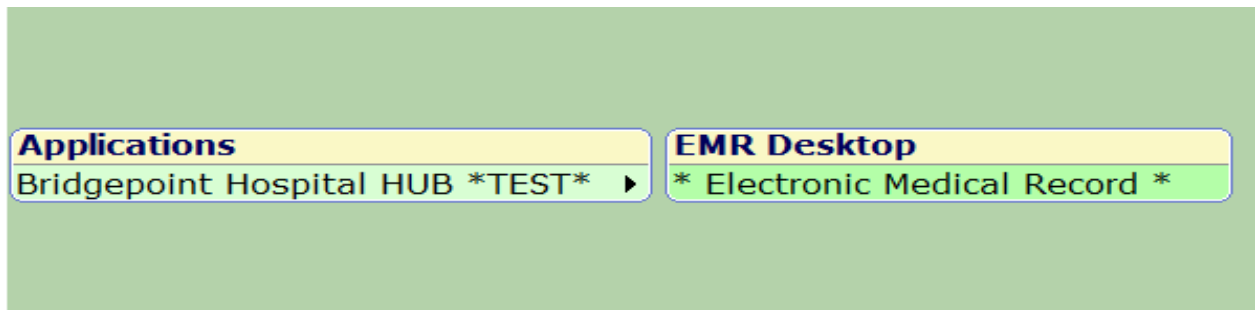 Applications
Bridgepoint Hospital HUB *TEST*
EMR Desktop
* Electronic Medical Record *